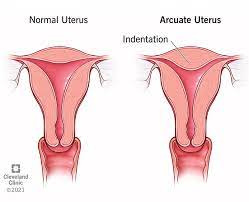 Normal Uterus
Arcuate Uterus
Indentation
Cleveland
Clinic
©2023